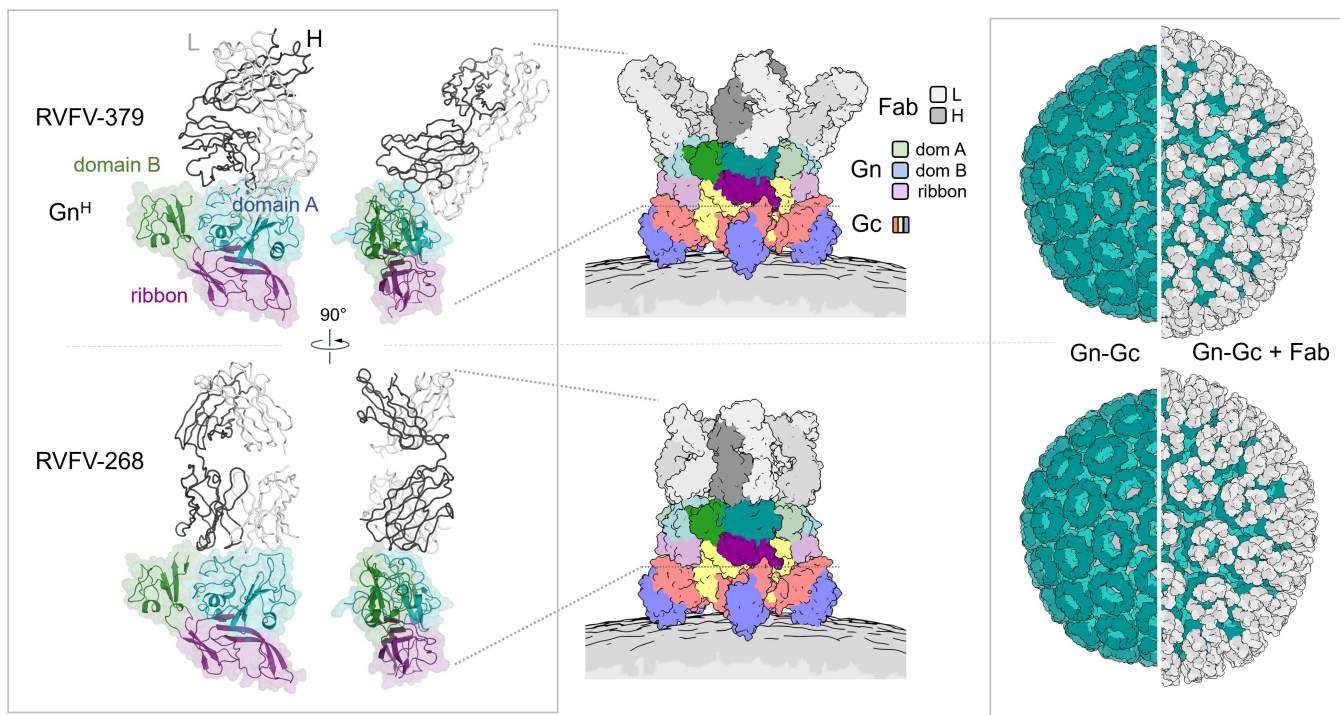 L
H
RVFV-379
domain B
Gn^H
domain A
ribbon
90°
RVFV-268
Fab
L
H
Gn
dom A
dom B
ribbon
Gc
Gn-Gc
Gn-Gc + Fab